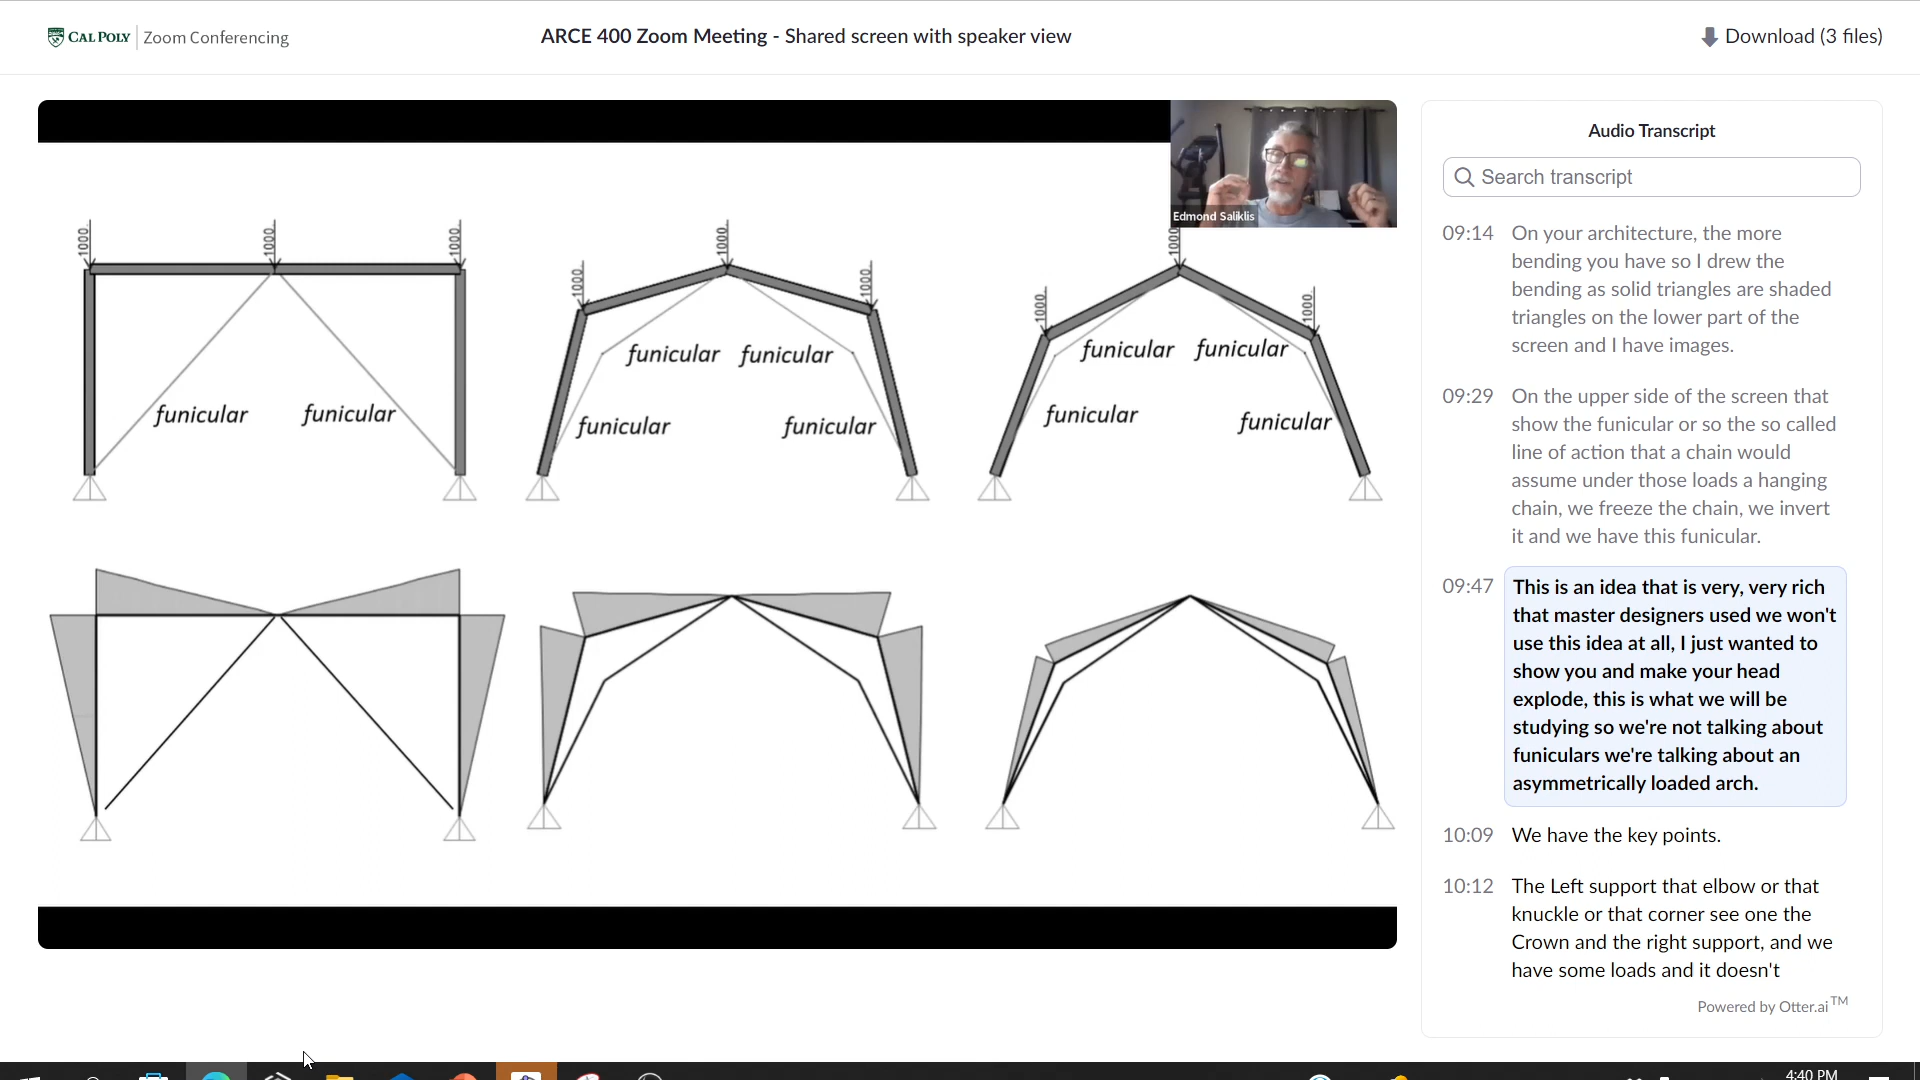 CAL POLY Zoom Conferencing
ARCE 400 Zoom Meeting - Shared screen with speaker view
Download (3 files)
Edmond Saliklis
1000
1000
1000
1000
1000
1000
1000
1000
1000
funicular
funicular
funicular
funicular
funicular
funicular
funicular
funicular
funicular
funicular
Audio Transcript
Search transcript
09:14
On your architecture, the more
bending you have so I drew the
bending as solid triangles are shaded
triangles on the lower part of the
screen and I have images.
09:29
On the upper side of the screen that
show the funicular or so the so called
line of action that a chain would
assume under those loads a hanging
chain, we freeze the chain, we invert
it and we have this funicular.
09:47
This is an idea that is very, very rich
that master designers used we won't
use this idea at all, I just wanted to
show you and make your head
explode, this is what we will be
studying so we're not talking about
funiculars we're talking about an
asymmetrically loaded arch.
10:09
We have the key points.
10:12
The Left support that elbow or that
knuckle or that corner see one the
Crown and the right support, and we
have some loads and it doesn't
Powered by Otter.ai™
4:40 PM